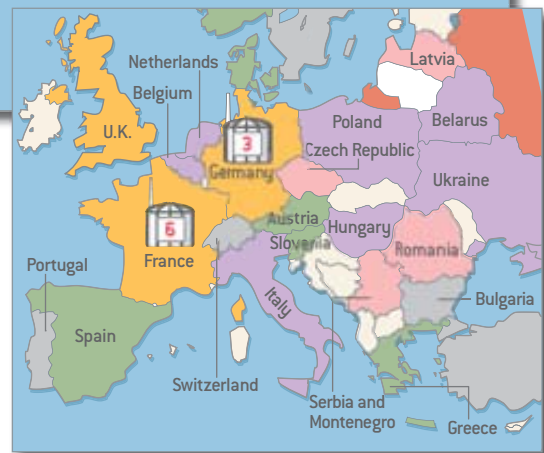 Netherlands
Latvia
Belgium
U.K.
3
Poland
Belarus
Czech Republic
Germany
Ukraine
6
Austria
Hungary
Slovenia
Romania
France
Portugal
Italy
Bulgaria
Spain
Switzerland
Serbia and
Montenegro
Greece